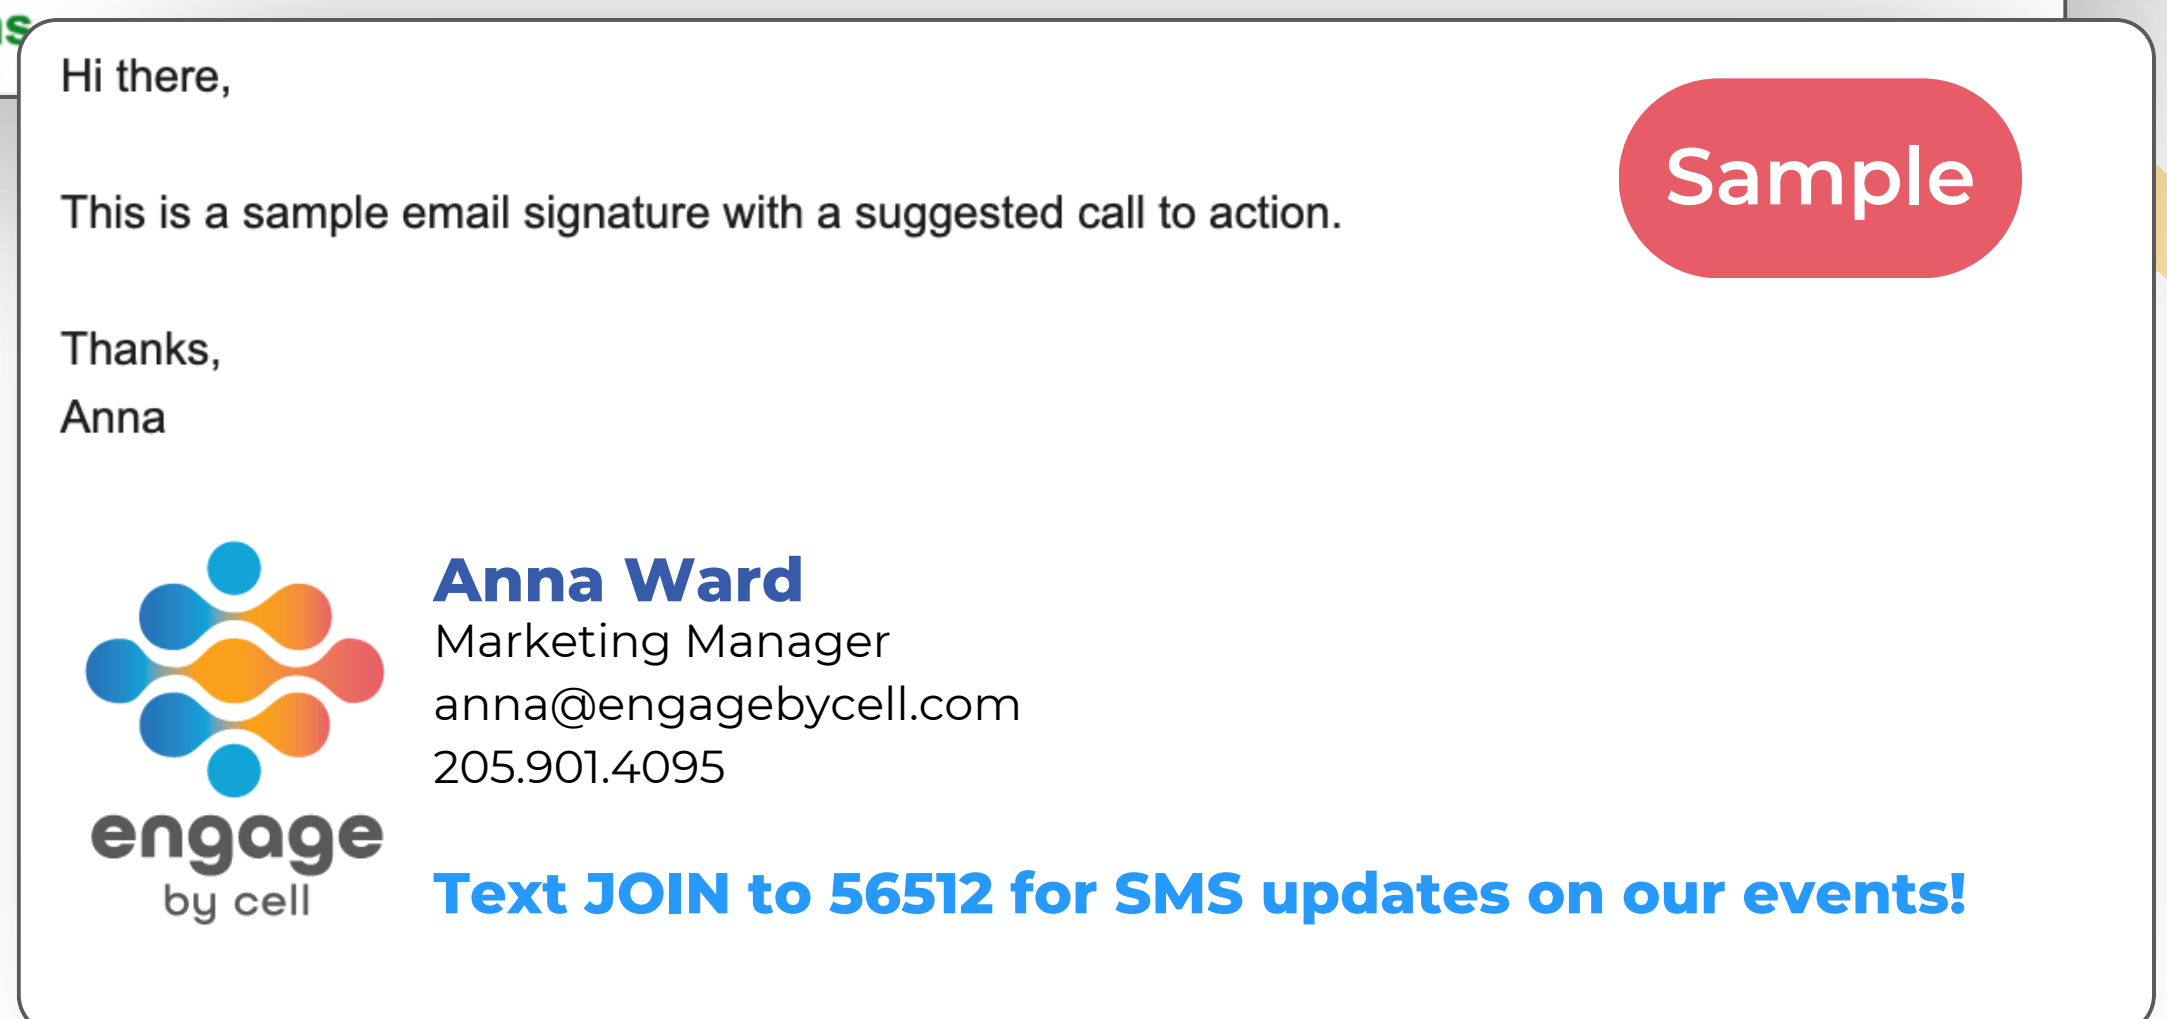 Hi there,
Sample
This is a sample email signature with a suggested call to action.
Thanks,
Anna
Anna Ward
Marketing Manager
anna@engagebycell.com
205.901.4095
engage
by cell
Text JOIN to 56512 for SMS updates on our events!